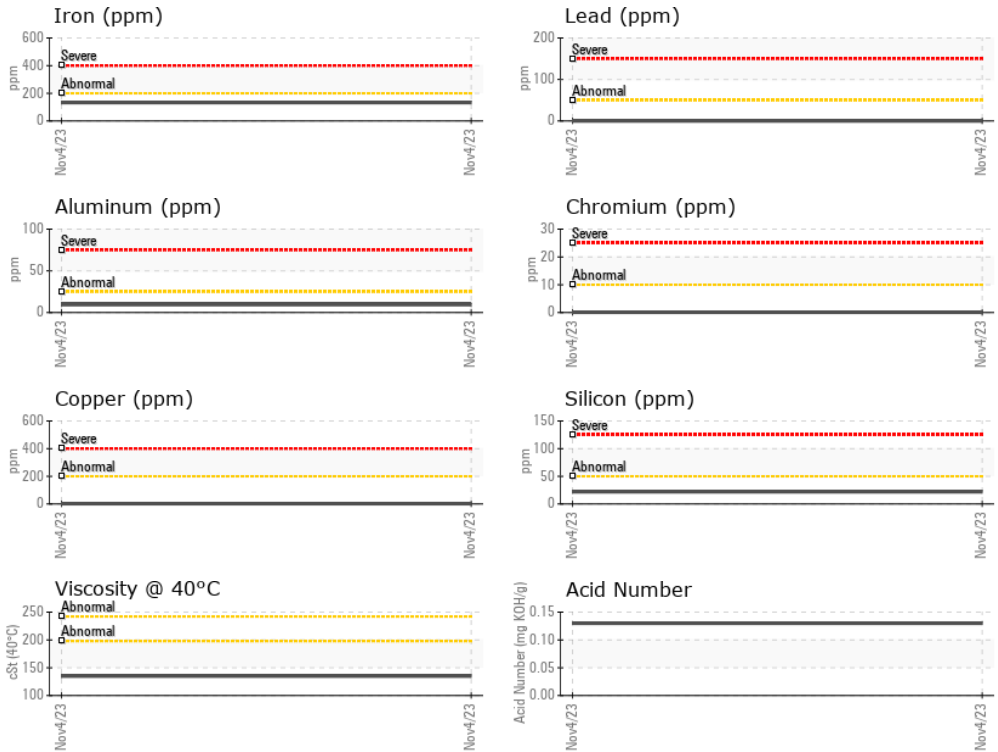 Iron (ppm)
600
400
200
0
ppm
Severe
Abnormal
Nov4/23
Nov4/23
Lead (ppm)
200
100
0
ppm
Severe
Abnormal
Nov4/23
Nov4/23
Aluminum (ppm)
100
50
0
ppm
Severe
Abnormal
Nov4/23
Nov4/23
Chromium (ppm)
30
20
10
0
ppm
Severe
Abnormal
Nov4/23
Nov4/23
Copper (ppm)
600
400
200
0
ppm
Severe
Abnormal
Nov4/23
Nov4/23
Silicon (ppm)
150
100
50
0
ppm
Severe
Abnormal
Nov4/23
Nov4/23
Viscosity @ 40°C
250
200
150
100
cSt (40°C)
Abnormal
Abnormal
Nov4/23
Nov4/23
Acid Number
0.15
0.10
0.05
0.00
Acid Number (mg KOH/g)
Nov4/23
Nov4/23